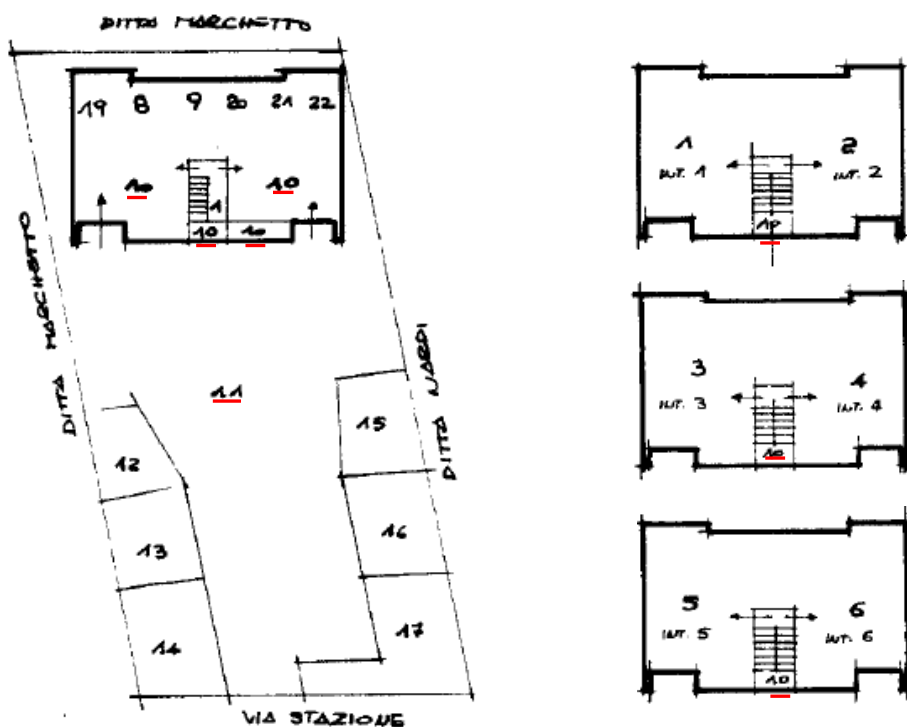 DITTA MARCHETTO
19 8 9 20 21 22
10 10
1
10 10
DITTA MARCHETTO
DITTA NARDI
11
12
13
14
15
16
17
VIA STAZIONE
1 2
INT. 1 INT. 2
10
3 4
INT. 3 INT. 4
10
5 6
INT. 5 INT. 6
10